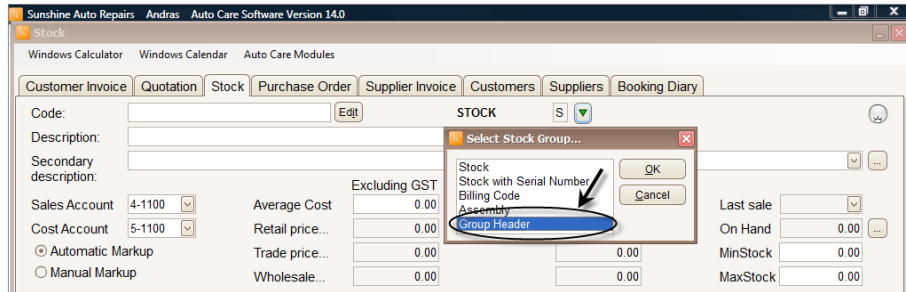 Sunshine Auto Repairs Andras Auto Care Software Version 14.0
Stock
Windows Calculator Windows Calendar Auto Care Modules
Customer Invoice Quotation Stock Purchase Order Supplier Invoice Customers Suppliers Booking Diary
Code: Edit STOCK S
Description:
Select Stock Group...
Secondary description:
Stock
Stock with Serial Number
Billing Code
Assembly
Group Header
OK
Cancel
Excluding GST
Sales Account 4-1100 Average Cost 0.00 Last sale
Cost Account 5-1100 Retail price... 0.00 0.00 On Hand 0.00 ...
Automatic Markup Trade price... 0.00 0.00 MinStock 0.00
Manual Markup Wholesale... 0.00 0.00 MaxStock 0.00